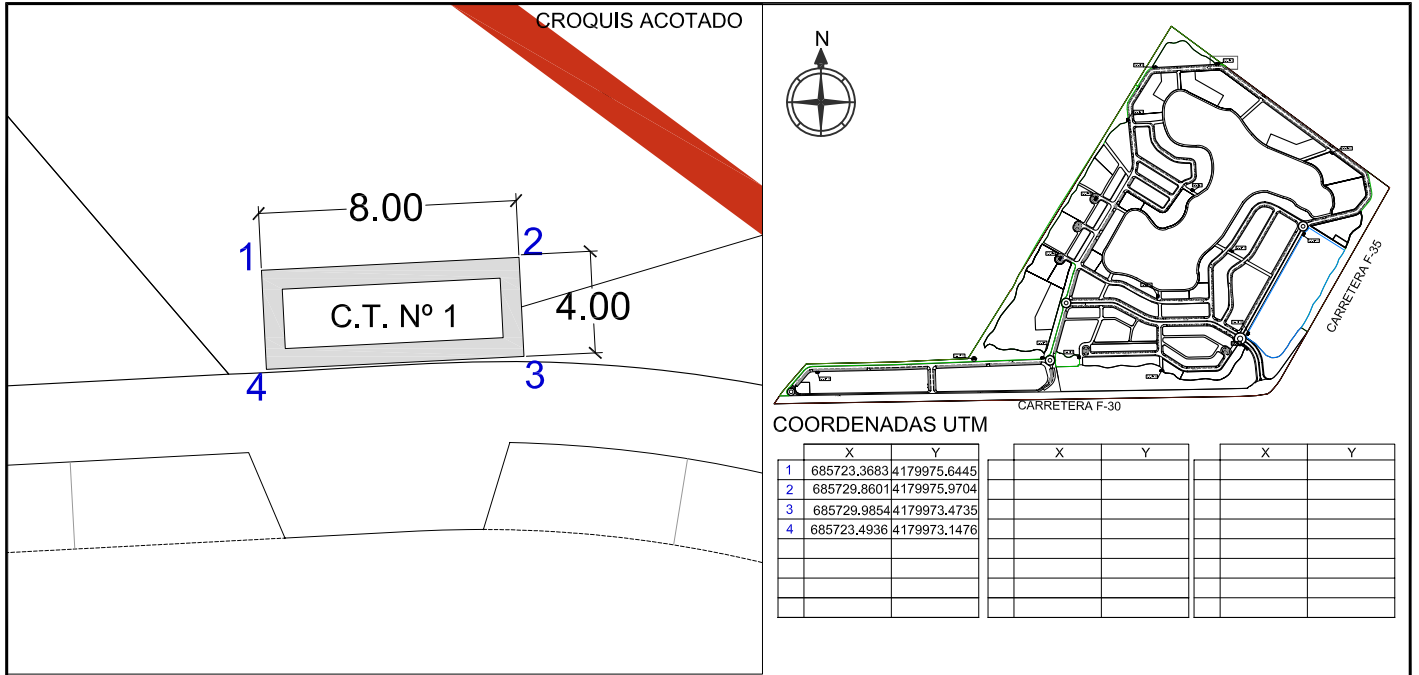 CROQUIS ACOTADO
8.00
1
2
4.00
C.T. Nº 1
4
3
N
CARRETERA F-35
CARRETERA F-30
COORDENADAS UTM
X Y X Y X Y
1 685723.3683 4179975.6445
2 685729.8601 4179975.9704
3 685729.9854 4179973.4735
4 685723.4936 4179973.1476